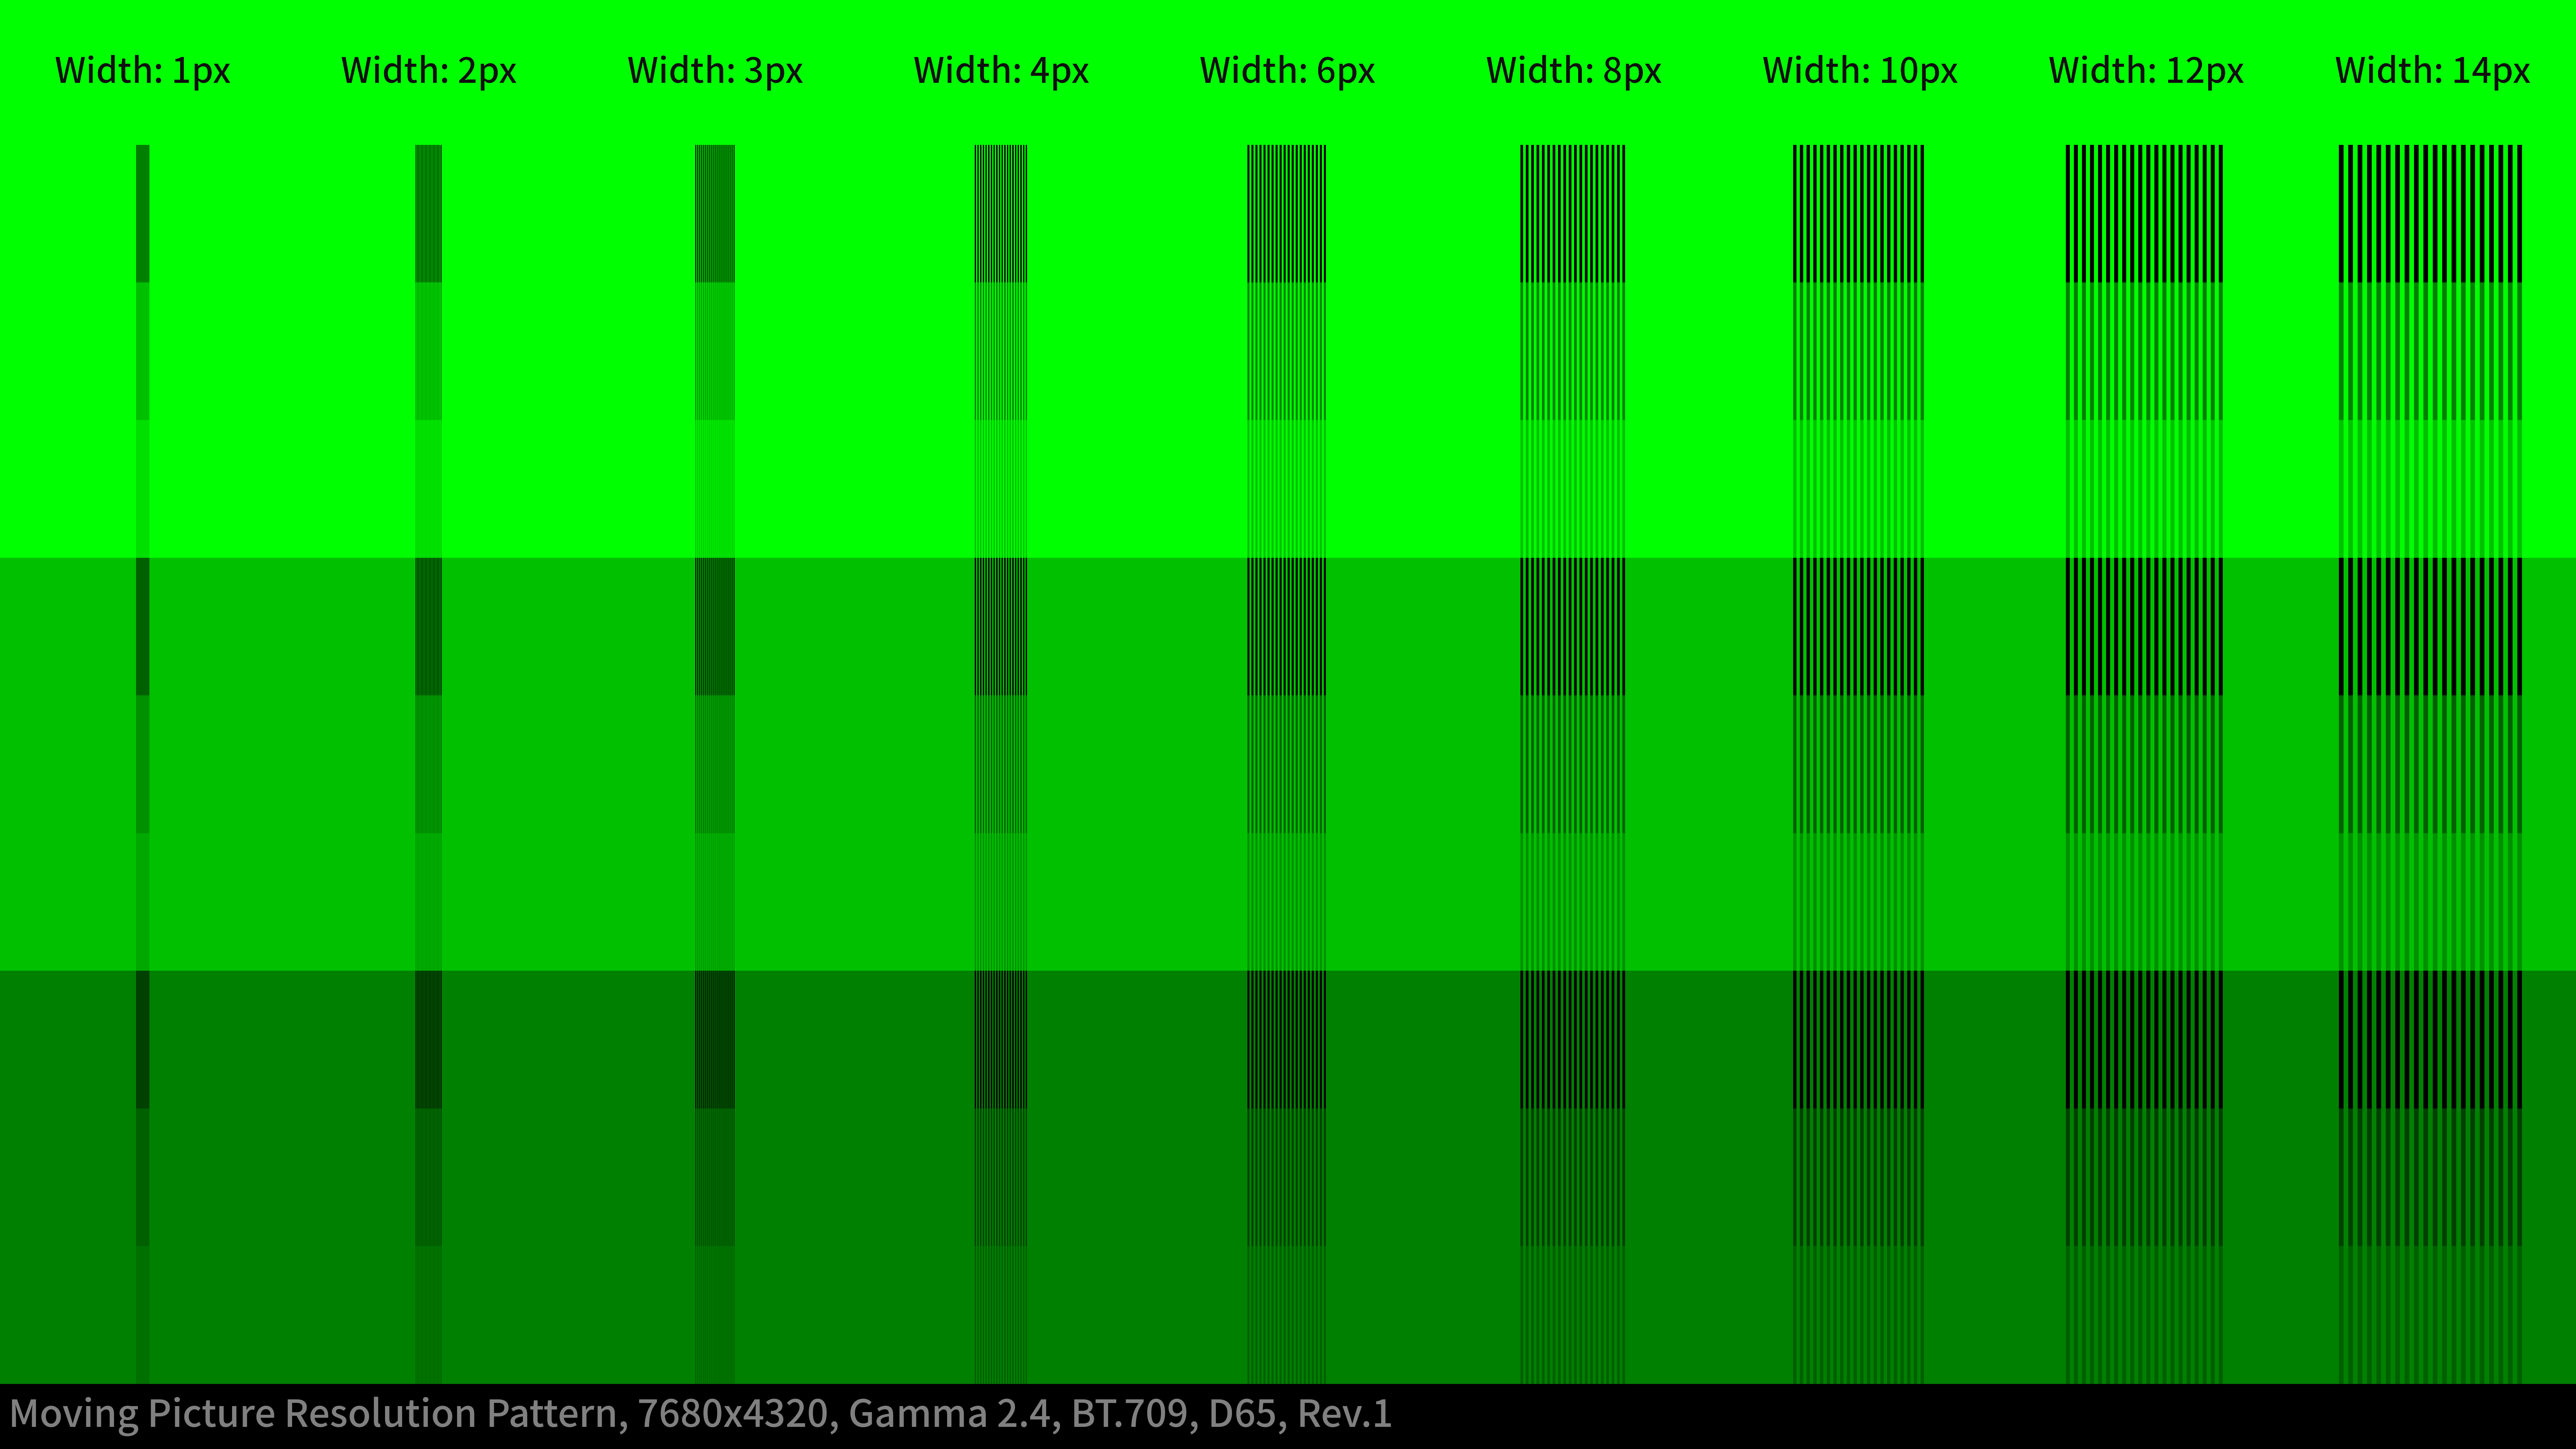 Width: 1px Width: 2px Width: 3px Width: 4px Width: 6px Width: 8px Width: 10px Width: 12px Width: 14px
Moving Picture Resolution Pattern, 7680x4320, Gamma 2.4, BT.709, D65, Rev.1